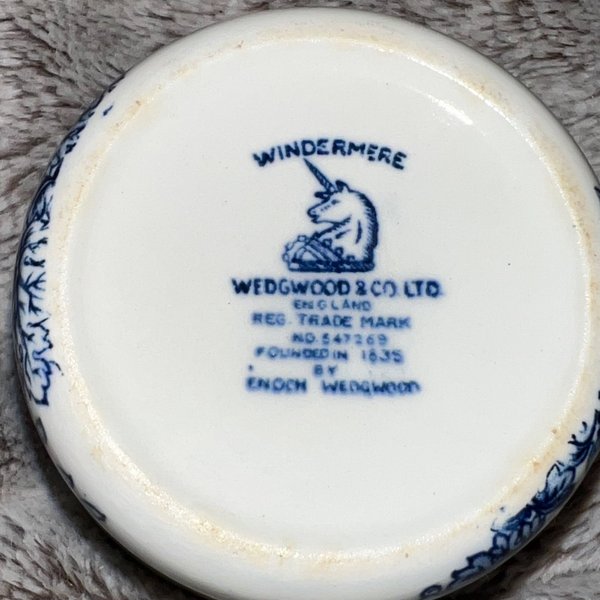 WINDERMERE
WEDGWOOD & CO. LTD.
ENGLAND
REG. TRADE MARK
NO. 547269
FOUNDED IN 1835
BY
ENOCH WEDGWOOD